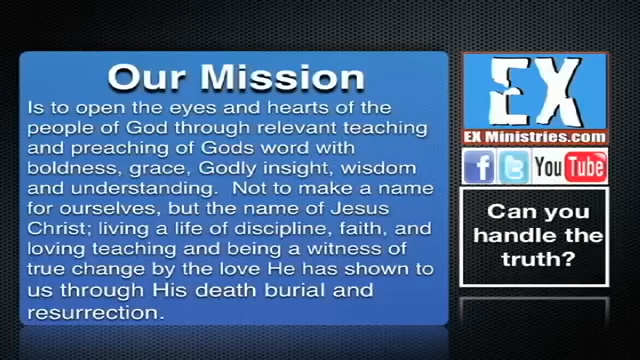 Our Mission
Is to open the eyes and hearts of the
people of God through relevant teaching
and preaching of Gods word with
boldness, grace, Godly insight, wisdom
and understanding.  Not to make a name
for ourselves, but the name of Jesus
Christ; living a life of discipline, faith, and
loving teaching and being a witness of
true change by the love He has shown to
us through His death burial and
resurrection.
EX
EX Ministries.com
f t You Tube
Can you
handle the
truth?